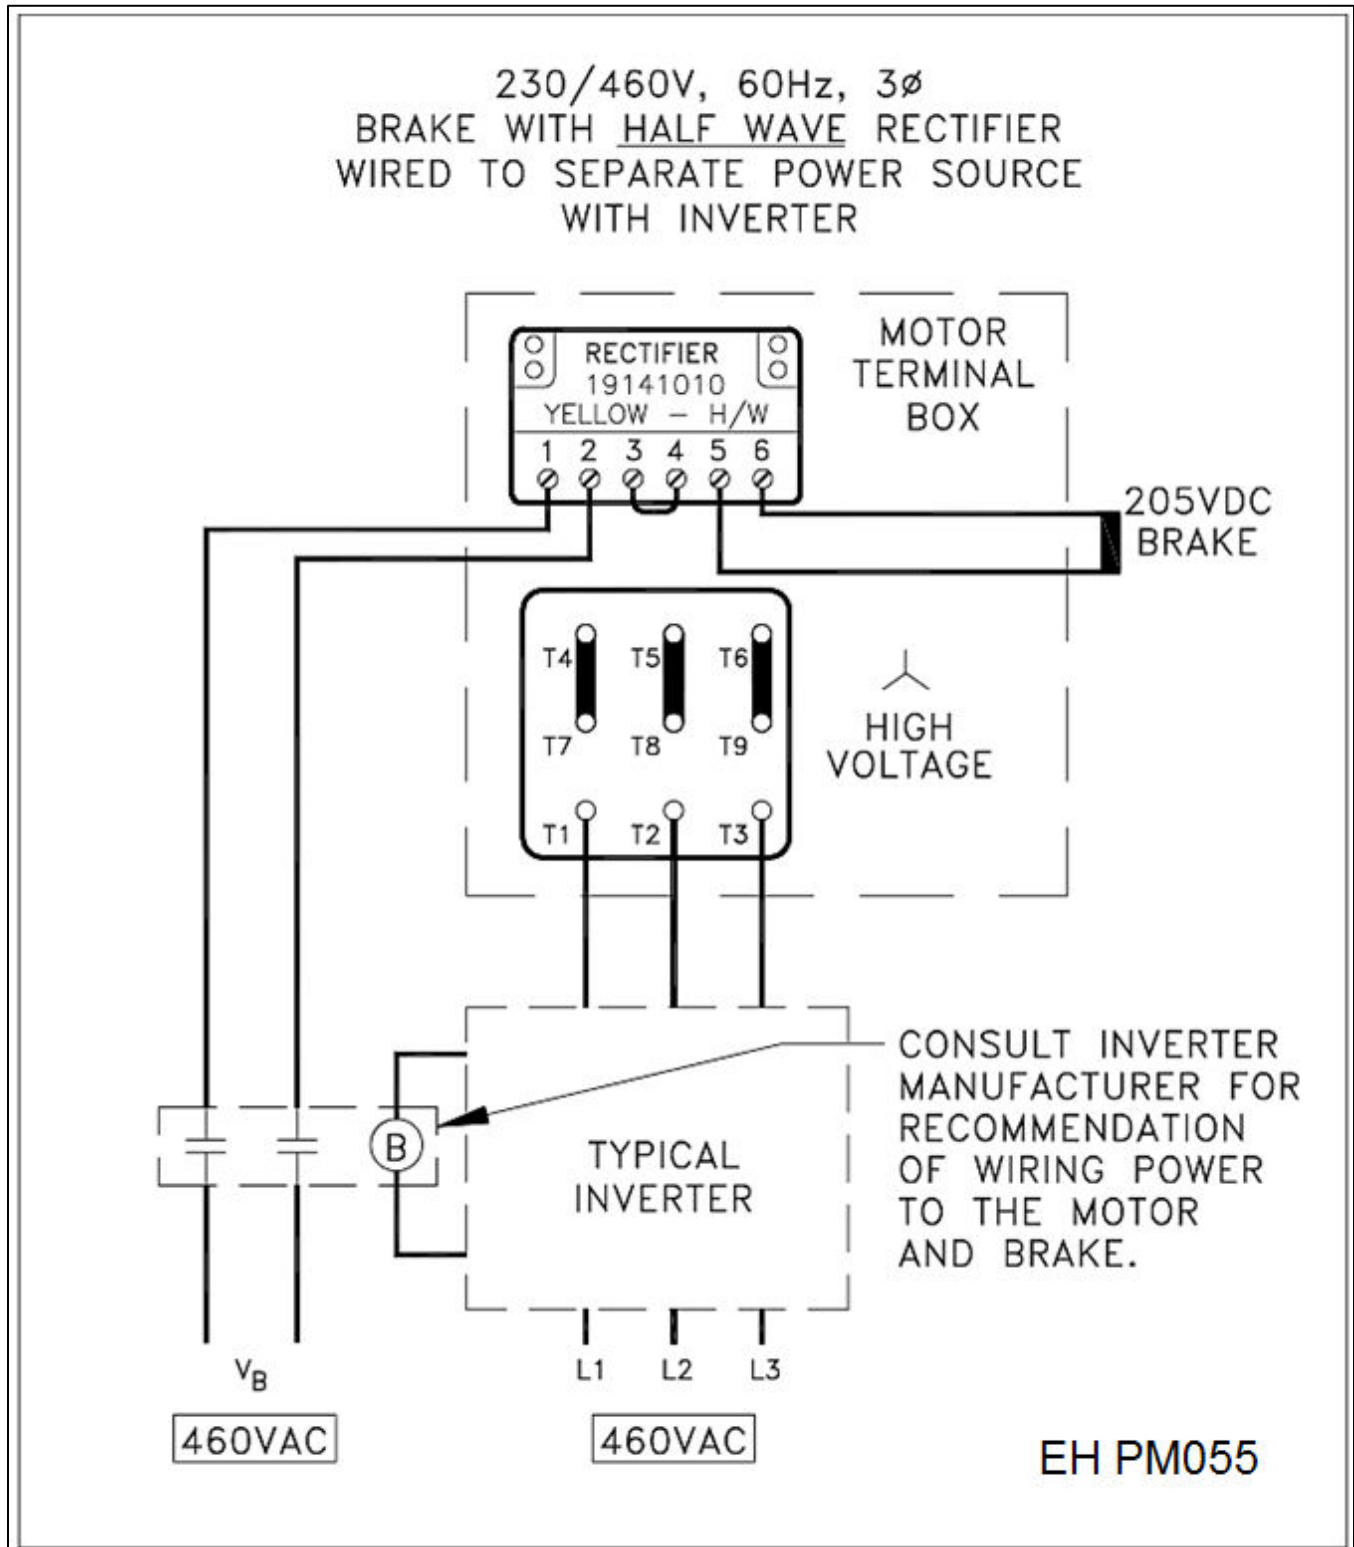 230/460V, 60Hz, 3ø
BRAKE WITH HALF WAVE RECTIFIER
WIRED TO SEPARATE POWER SOURCE
WITH INVERTER
MOTOR
TERMINAL
BOX
RECTIFIER
19141010
YELLOW - H/W
1 2 3 4 5 6
205VDC
BRAKE
T4 T5 T6
T7 T8 T9
T1 T2 T3
HIGH
VOLTAGE
CONSULT INVERTER
MANUFACTURER FOR
RECOMMENDATION
OF WIRING POWER
TO THE MOTOR
AND BRAKE.
B
TYPICAL
INVERTER
VB
L1 L2 L3
460VAC
460VAC
EH PM055